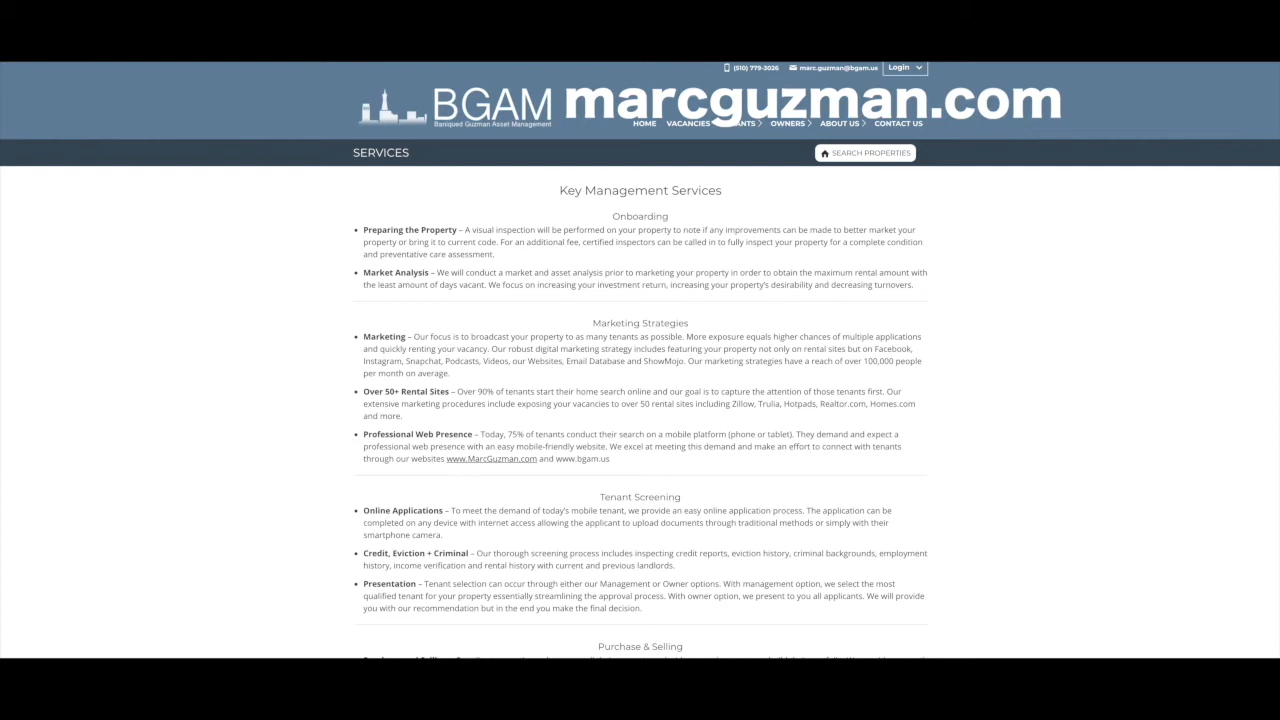 (510) 779-3026 marc.guzman@bgam.us Login
BGAM marcguzman.com
Baniqued Guzman Asset Management
HOME VACANCIES OWNERS ABOUT US CONTACT US
SERVICES SEARCH PROPERTIES
Key Management Services
Onboarding
• Preparing the Property – A visual inspection will be performed on your property to note if any improvements can be made to better market your
property or bring it to current code. For an additional fee, certified inspectors can be called in to fully inspect your property for a complete condition
and preventative care assessment.
• Market Analysis – We will conduct a market and asset analysis prior to marketing your property in order to obtain the maximum rental amount with
the least amount of days vacant. We focus on increasing your investment return, increasing your property's desirability and decreasing turnovers.
Marketing Strategies
• Marketing – Our focus is to broadcast your property to as many tenants as possible. More exposure equals higher chances of multiple applications
and quickly renting your vacancy. Our robust digital marketing strategy includes featuring your property not only on rental sites but on Facebook,
Instagram, Snapchat, Podcasts, Videos, our Websites, Email Database and ShowMojo. Our marketing strategies have a reach of over 100,000 people
per month on average.
• Over 50+ Rental Sites – Over 90% of tenants start their home search online and our goal is to capture the attention of those tenants first. Our
extensive marketing procedures include exposing your vacancies to over 50 rental sites including Zillow, Trulia, Hotpads, Realtor.com, Homes.com
and more.
• Professional Web Presence – Today, 75% of tenants conduct their search on a mobile platform (phone or tablet). They demand and expect a
professional web presence with an easy mobile-friendly website. We excel at meeting this demand and make an effort to connect with tenants
through our websites www.MarcGuzman.com and www.bgam.us
Tenant Screening
• Online Applications – To meet the demand of today's mobile tenant, we provide an easy online application process. The application can be
completed on any device with internet access allowing the applicant to upload documents through traditional methods or simply with their
smartphone camera.
• Credit, Eviction + Criminal – Our thorough screening process includes inspecting credit reports, eviction history, criminal backgrounds, employment
history, income verification and rental history with current and previous landlords.
• Presentation – Tenant selection can occur through either our Management or Owner options. With management option, we select the most
qualified tenant for your property essentially streamlining the approval process. With owner option, we present to you all applicants. We will provide
you with our recommendation but in the end you make the final decision.
Purchase & Selling